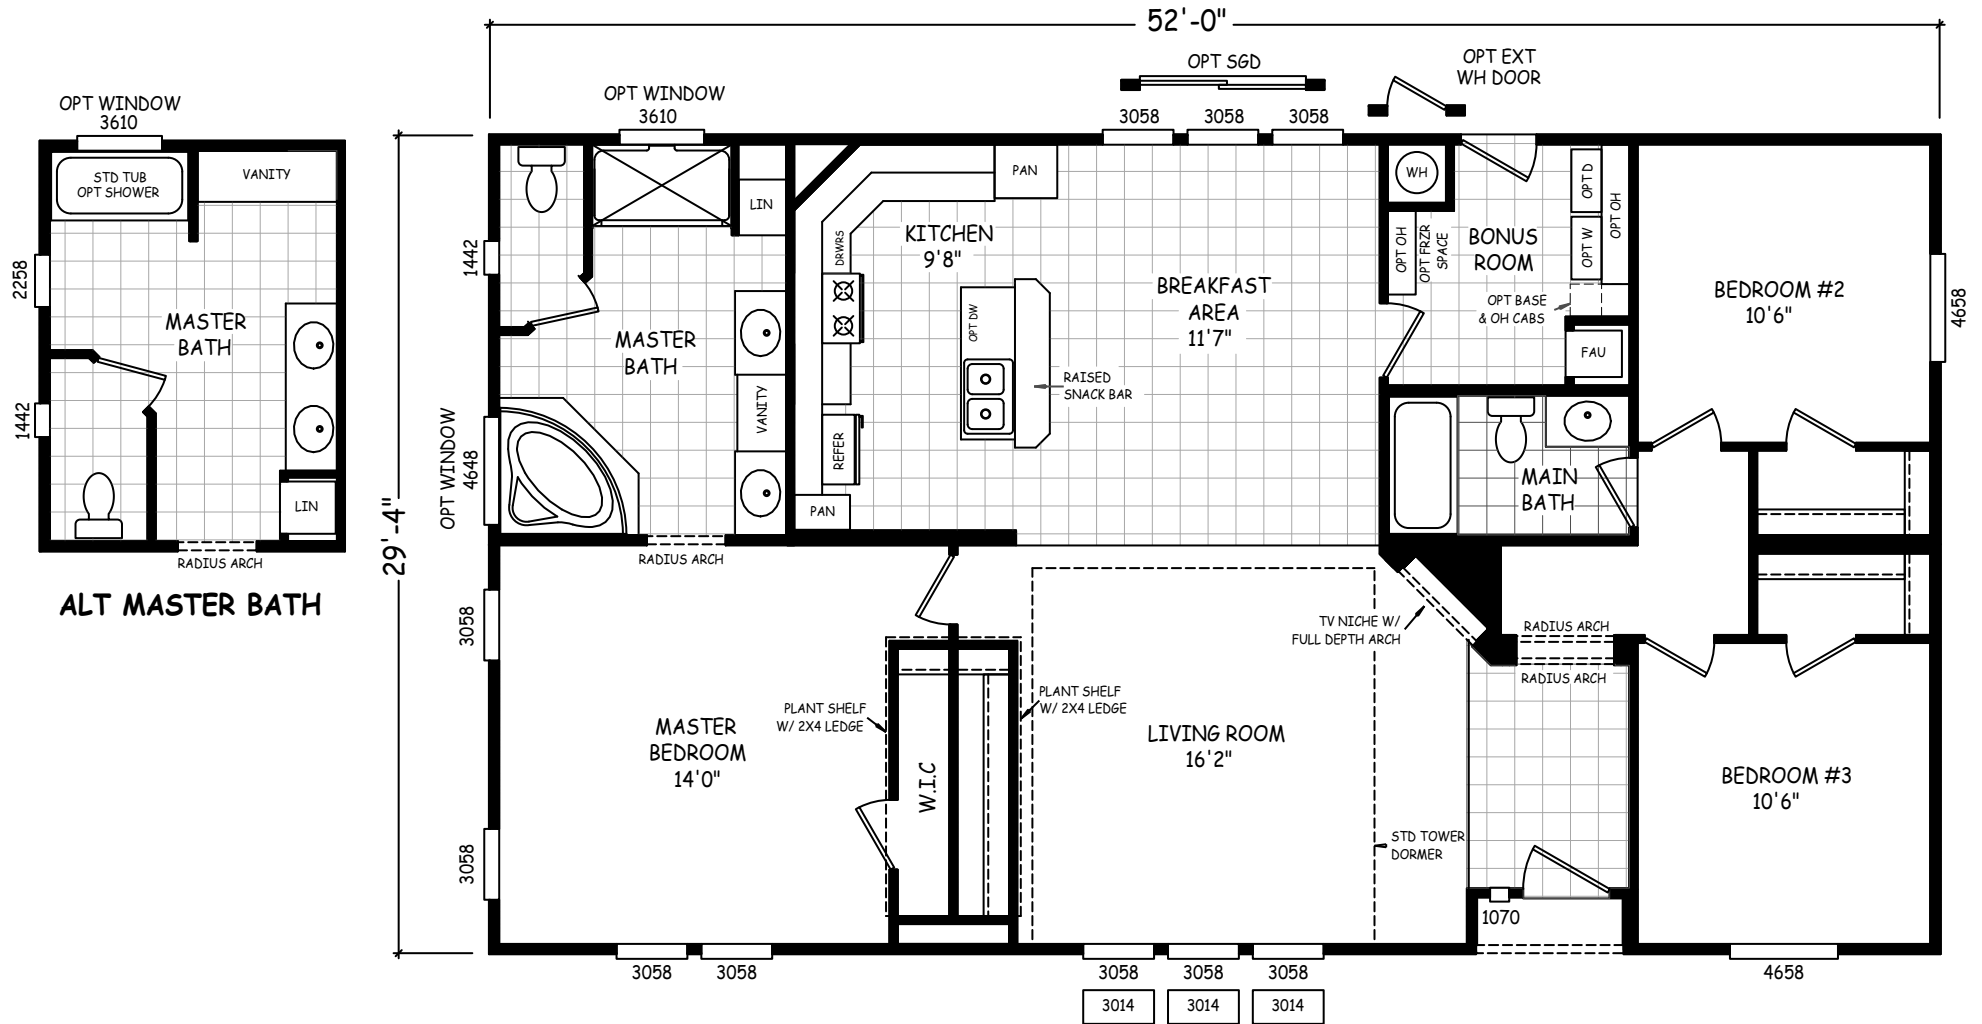 52'-0"
OPT SGD
OPT EXT
WH DOOR
OPT WINDOW
3610
OPT WINDOW
3610
3058
3058
3058
STD TUB
OPT SHOWER
VANITY
2258
1442
MASTER
BATH
LIN
RADIUS ARCH
ALT MASTER BATH
29'-4"
1442
LIN
MASTER
BATH
VANITY
OPT WINDOW
4648
RADIUS ARCH
PAN
DRWRS
KITCHEN
9'8"
OPT DW
REFER
PAN
RAISED
SNACK BAR
BREAKFAST
AREA
11'7"
WH
OPT OH
OPT FRZR
SPACE
BONUS
ROOM
OPT D
OPT W
OPT OH
OPT BASE
& OH CABS
FAU
MAIN
BATH
BEDROOM #2
10'6"
4658
3058
3058
MASTER
BEDROOM
14'0"
PLANT SHELF
W/ 2X4 LEDGE
W.I.C
PLANT SHELF
W/ 2X4 LEDGE
LIVING ROOM
16'2"
TV NICHE W/
FULL DEPTH ARCH
RADIUS ARCH
RADIUS ARCH
STD TOWER
DORMER
1070
BEDROOM #3
10'6"
3058
3058
3058
3058
3058
4658
3014
3014
3014